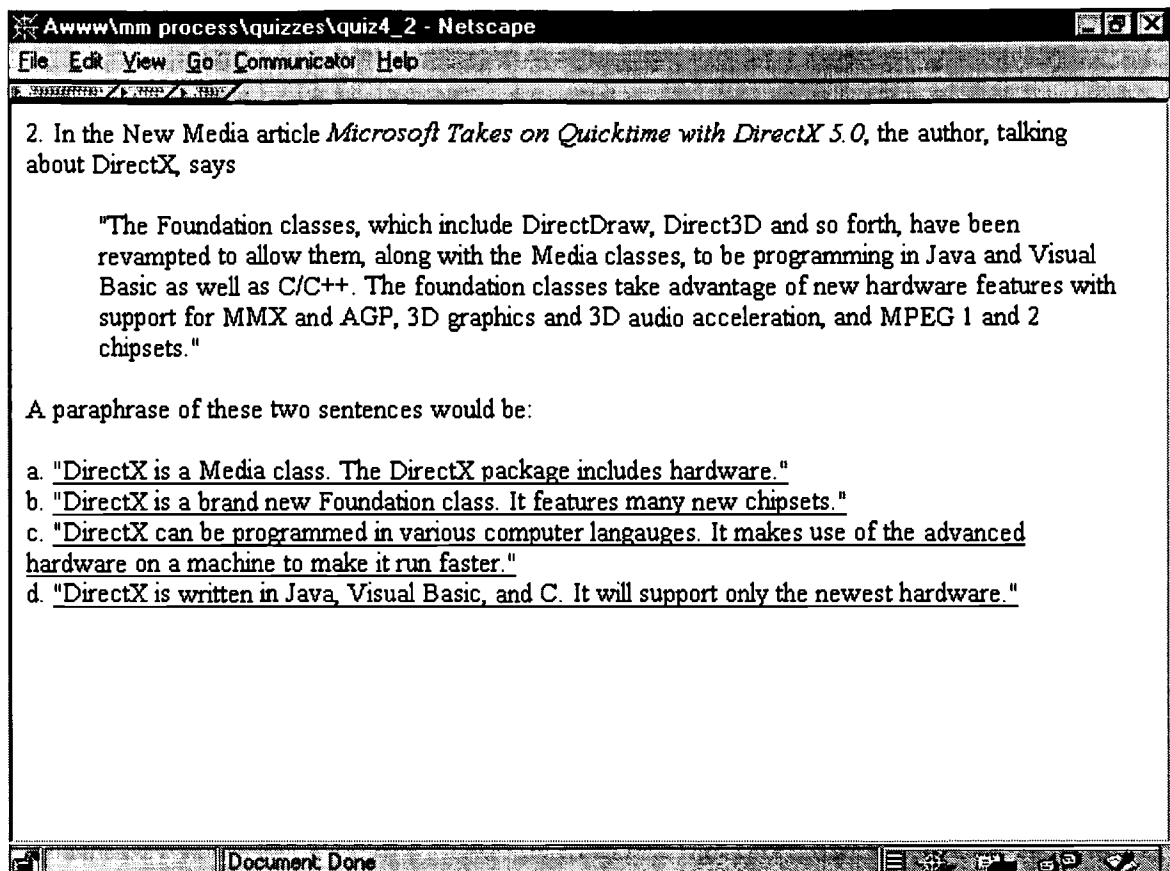 Awww\mm process\quizzes\quiz4_2 - Netscape
File Edit View Go Communicator Help
2. In the New Media article Microsoft Takes on Quicktime with DirectX 5.0, the author, talking
about DirectX, says
"The Foundation classes, which include DirectDraw, Direct3D and so forth, have been
revampted to allow them, along with the Media classes, to be programming in Java and Visual
Basic as well as C/C++. The foundation classes take advantage of new hardware features with
support for MMX and AGP, 3D graphics and 3D audio acceleration, and MPEG 1 and 2
chipsets."
A paraphrase of these two sentences would be:
a. "DirectX is a Media class. The DirectX package includes hardware."
b. "DirectX is a brand new Foundation class. It features many new chipsets."
c. "DirectX can be programmed in various computer langauges. It makes use of the advanced
hardware on a machine to make it run faster."
d. "DirectX is written in Java, Visual Basic, and C. It will support only the newest hardware."
Document: Done